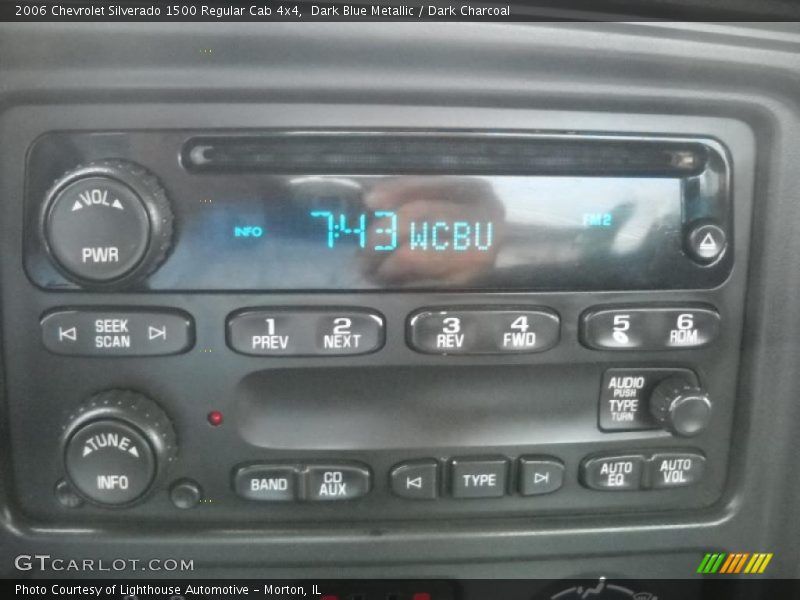 2006 Chevrolet Silverado 1500 Regular Cab 4x4, Dark Blue Metallic / Dark Charcoal
VOL
PWR
INFO
7:43 WCBU
FM2
SEEK
SCAN
1
PREV
2
NEXT
3
REV
4
FWD
5
6
RDM
AUDIO
PUSH
TYPE
TURN
TUNE
INFO
BAND
CD
AUX
TYPE
AUTO
EQ
AUTO
VOL
GTCARLOT.COM
Photo Courtesy of Lighthouse Automotive - Morton, IL